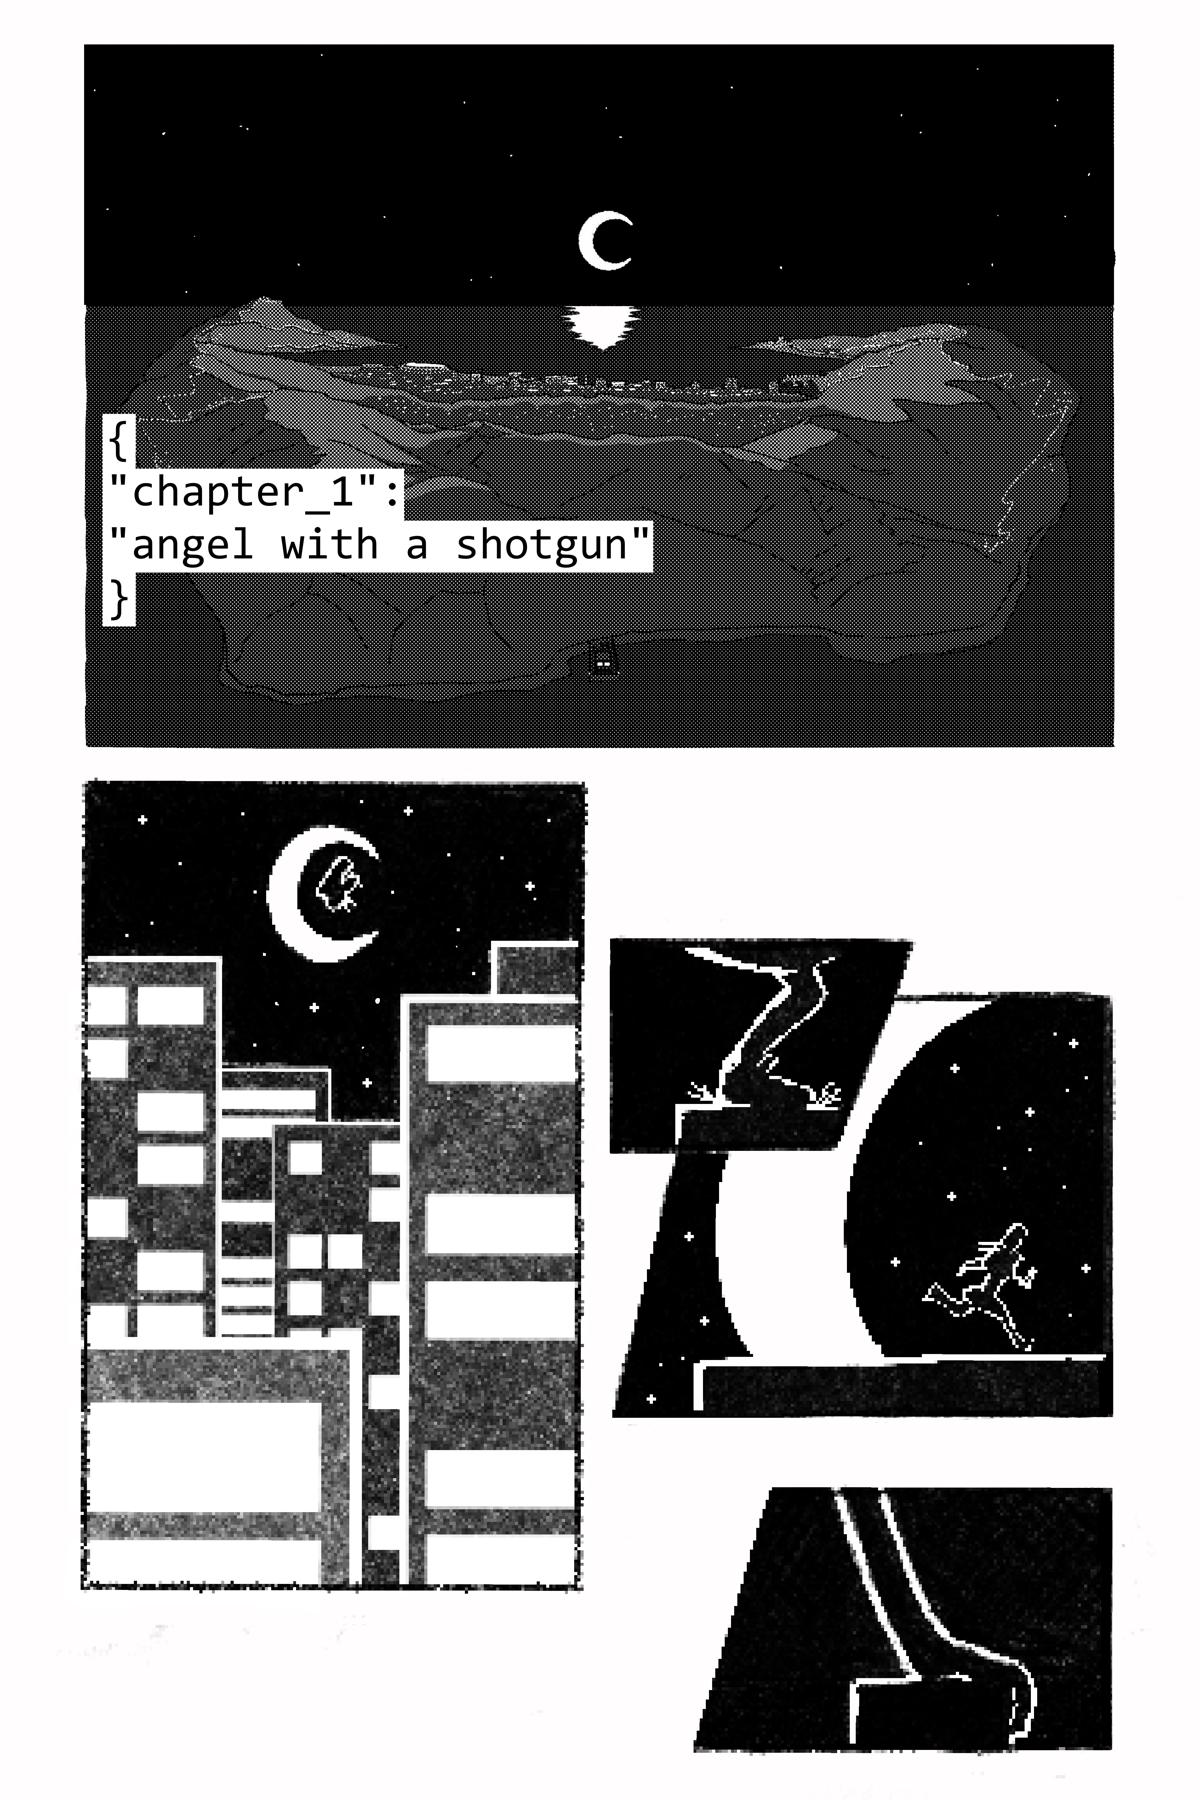 {
"chapter_1":
"angel with a shotgun"
}